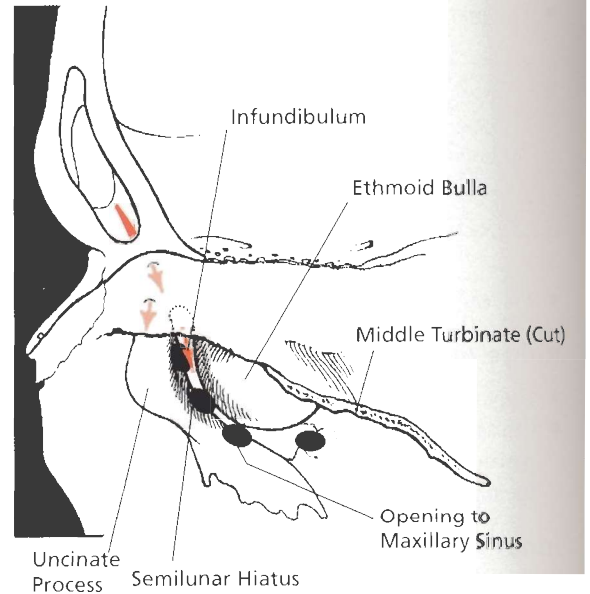 Infundibulum
Ethmoid Bulla
Middle Turbinate (Cut)
Opening to
Maxillary Sinus
Uncinate
Process
Semilunar Hiatus